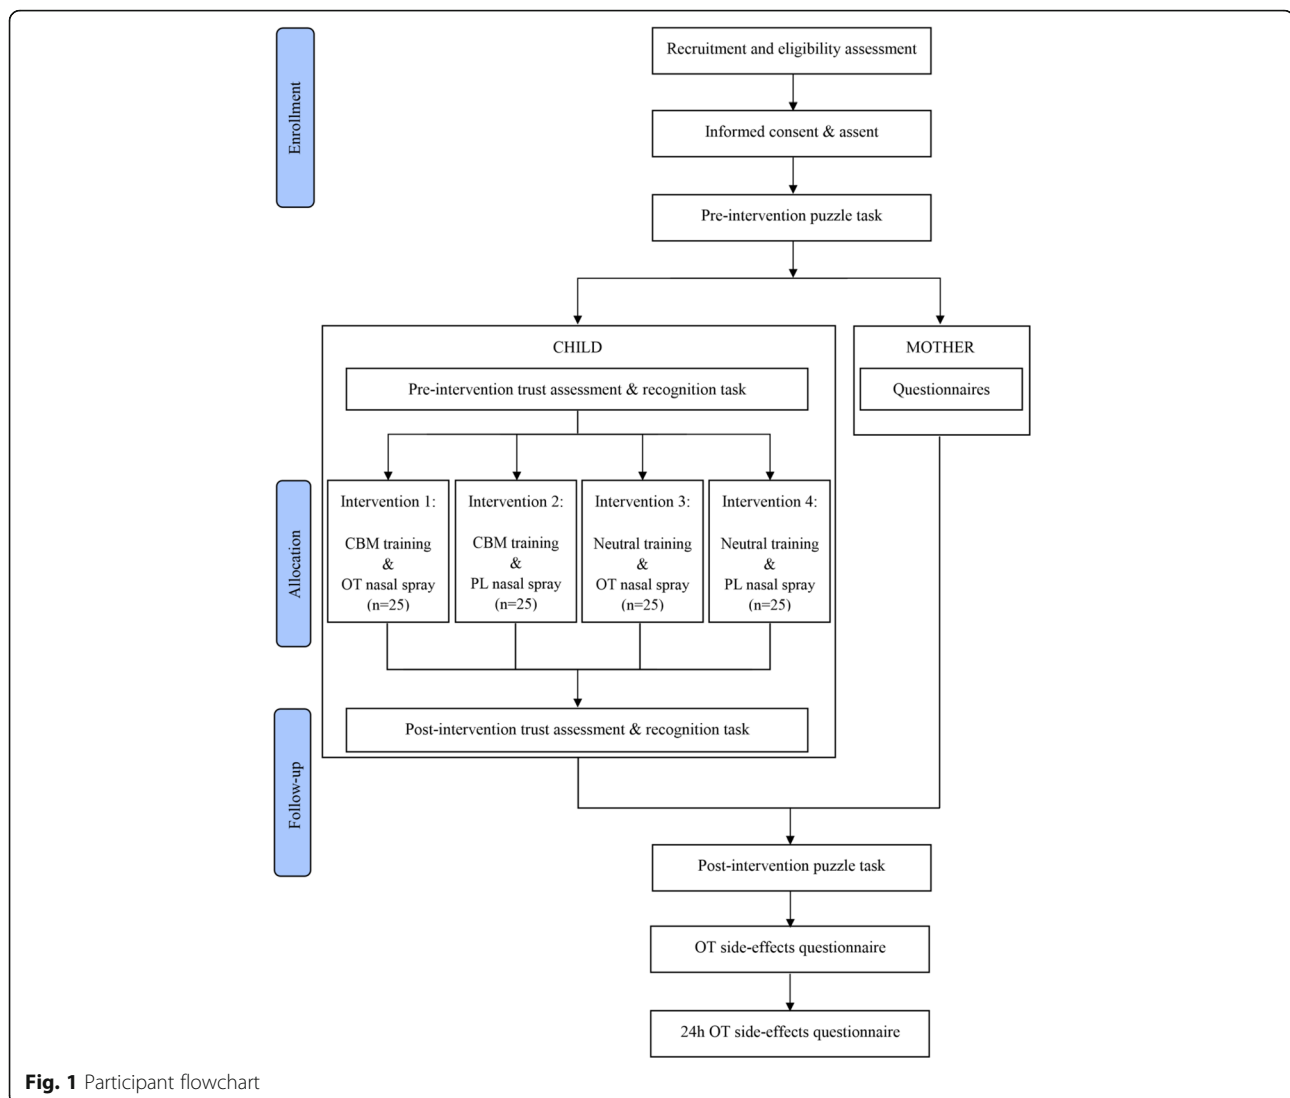 Enrollment
Recruitment and eligibility assessment
Informed consent & assent
Pre-intervention puzzle task
CHILD
Pre-intervention trust assessment & recognition task
MOTHER
Questionnaires
Allocation
Intervention 1:
CBM training
&
OT nasal spray
(n=25)
Intervention 2:
CBM training
&
PL nasal spray
(n=25)
Intervention 3:
Neutral training
&
OT nasal spray
(n=25)
Intervention 4:
Neutral training
&
PL nasal spray
(n=25)
Follow-up
Post-intervention trust assessment & recognition task
Post-intervention puzzle task
OT side-effects questionnaire
24h OT side-effects questionnaire
Fig. 1 Participant flowchart